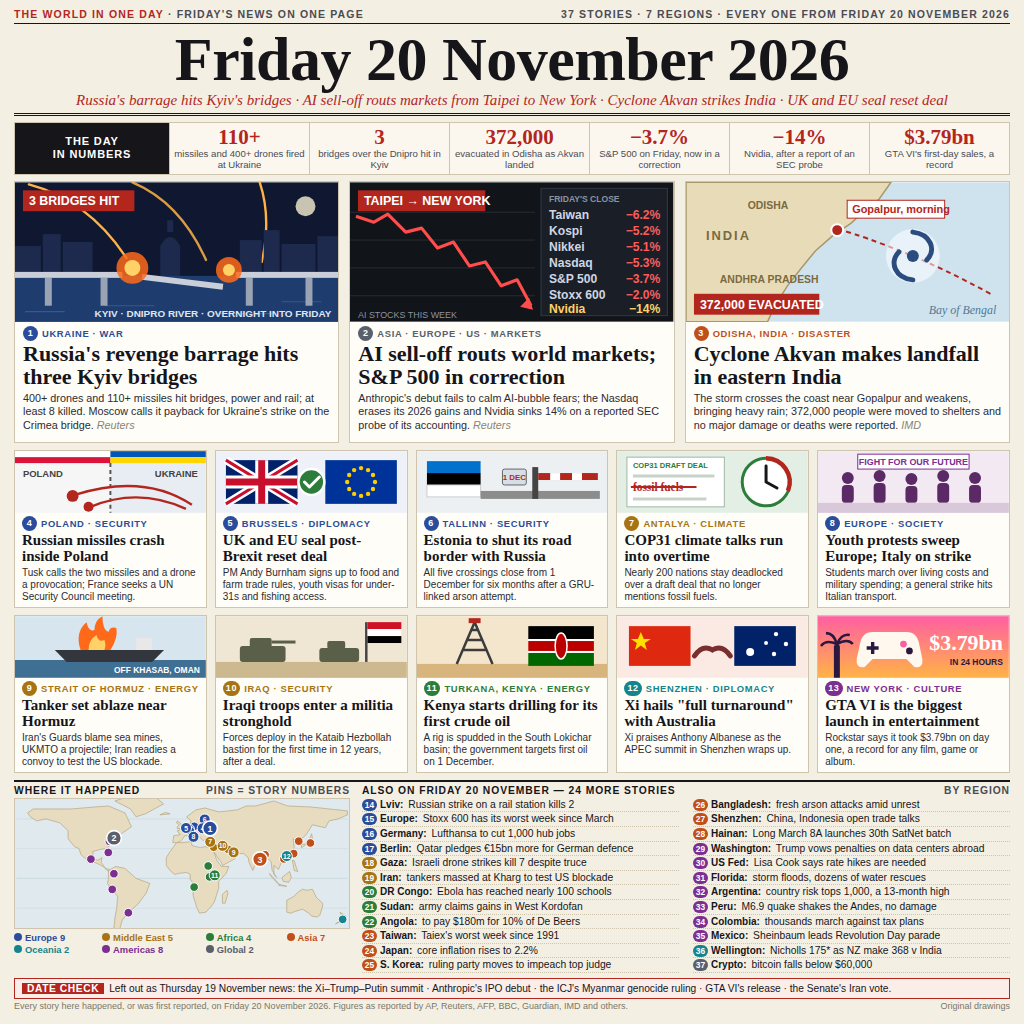 THE WORLD IN ONE DAY · FRIDAY'S NEWS ON ONE PAGE
37 STORIES · 7 REGIONS · EVERY ONE FROM FRIDAY 20 NOVEMBER 2026
Friday 20 November 2026
Russia's barrage hits Kyiv's bridges · AI sell-off routs markets from Taipei to New York · Cyclone Akvan strikes India · UK and EU seal reset deal
THE DAY
IN NUMBERS
110+
missiles and 400+ drones fired
at Ukraine
3
bridges over the Dnipro hit in
Kyiv
372,000
evacuated in Odisha as Akvan
landed
−3.7%
S&P 500 on Friday, now in a
correction
−14%
Nvidia, after a report of an
SEC probe
$3.79bn
GTA VI's first-day sales, a
record
3 BRIDGES HIT
KYIV · DNIPRO RIVER · OVERNIGHT INTO FRIDAY
1 UKRAINE · WAR
Russia's revenge barrage hits
three Kyiv bridges
400+ drones and 110+ missiles hit bridges, power and rail; at
least 8 killed. Moscow calls it payback for Ukraine's strike on the
Crimea bridge. Reuters
TAIPEI → NEW YORK
FRIDAY'S CLOSE
Taiwan −6.2%
Kospi −5.2%
Nikkei −5.1%
Nasdaq −5.3%
S&P 500 −3.7%
Stoxx 600 −2.0%
Nvidia −14%
AI STOCKS THIS WEEK
2 ASIA · EUROPE · US · MARKETS
AI sell-off routs world markets;
S&P 500 in correction
Anthropic's debut fails to calm AI-bubble fears; the Nasdaq
erases its 2026 gains and Nvidia sinks 14% on a reported SEC
probe of its accounting. Reuters
ODISHA
Gopalpur, morning
INDIA
ANDHRA PRADESH
372,000 EVACUATED
Bay of Bengal
3 ODISHA, INDIA · DISASTER
Cyclone Akvan makes landfall
in eastern India
The storm crosses the coast near Gopalpur and weakens,
bringing heavy rain; 372,000 people were moved to shelters and
no major damage or deaths were reported. IMD
POLAND
UKRAINE
4 POLAND · SECURITY
Russian missiles crash
inside Poland
Tusk calls the two missiles and a drone
a provocation; France seeks a UN
Security Council meeting.
5 BRUSSELS · DIPLOMACY
UK and EU seal post-
Brexit reset deal
PM Andy Burnham signs up to food and
farm trade rules, youth visas for under-
31s and fishing access.
1 DEC
6 TALLINN · SECURITY
Estonia to shut its road
border with Russia
All five crossings close from 1
December for six months after a GRU-
linked arson attempt.
COP31 DRAFT DEAL
fossil fuels
7 ANTALYA · CLIMATE
COP31 climate talks run
into overtime
Nearly 200 nations stay deadlocked
over a draft deal that no longer
mentions fossil fuels.
FIGHT FOR OUR FUTURE
8 EUROPE · SOCIETY
Youth protests sweep
Europe; Italy on strike
Students march over living costs and
military spending; a general strike hits
Italian transport.
OFF KHASAB, OMAN
9 STRAIT OF HORMUZ · ENERGY
Tanker set ablaze near
Hormuz
Iran's Guards blame sea mines,
UKMTO a projectile; Iran readies a
convoy to test the US blockade.
10 IRAQ · SECURITY
Iraqi troops enter a militia
stronghold
Forces deploy in the Kataib Hezbollah
bastion for the first time in 12 years,
after a deal.
11 TURKANA, KENYA · ENERGY
Kenya starts drilling for its
first crude oil
A rig is spudded in the South Lokichar
basin; the government targets first oil
on 1 December.
12 SHENZHEN · DIPLOMACY
Xi hails "full turnaround"
with Australia
Xi praises Anthony Albanese as the
APEC summit in Shenzhen wraps up.
$3.79bn
IN 24 HOURS
13 NEW YORK · CULTURE
GTA VI is the biggest
launch in entertainment
Rockstar says it took $3.79bn on day
one, a record for any film, game or
album.
WHERE IT HAPPENED
PINS = STORY NUMBERS
6
5
1
8
2
7
10
9
3
12
11
Europe 9
Middle East 5
Africa 4
Asia 7
Oceania 2
Americas 8
Global 2
ALSO ON FRIDAY 20 NOVEMBER — 24 MORE STORIES
BY REGION
14 Lviv: Russian strike on a rail station kills 2
15 Europe: Stoxx 600 has its worst week since March
16 Germany: Lufthansa to cut 1,000 hub jobs
17 Berlin: Qatar pledges €15bn more for German defence
18 Gaza: Israeli drone strikes kill 7 despite truce
19 Iran: tankers massed at Kharg to test US blockade
20 DR Congo: Ebola has reached nearly 100 schools
21 Sudan: army claims gains in West Kordofan
22 Angola: to pay $180m for 10% of De Beers
23 Taiwan: Taiex's worst week since 1991
24 Japan: core inflation rises to 2.2%
25 S. Korea: ruling party moves to impeach top judge
26 Bangladesh: fresh arson attacks amid unrest
27 Shenzhen: China, Indonesia open trade talks
28 Hainan: Long March 8A launches 30th SatNet batch
29 Washington: Trump vows penalties on data centers abroad
30 US Fed: Lisa Cook says rate hikes are needed
31 Florida: storm floods, dozens of water rescues
32 Argentina: country risk tops 1,000, a 13-month high
33 Peru: M6.9 quake shakes the Andes, no damage
34 Colombia: thousands march against tax plans
35 Mexico: Sheinbaum leads Revolution Day parade
36 Wellington: Nicholls 175* as NZ make 368 v India
37 Crypto: bitcoin falls below $60,000
DATE CHECK Left out as Thursday 19 November news: the Xi–Trump–Putin summit · Anthropic's IPO debut · the ICJ's Myanmar genocide ruling · GTA VI's release · the Senate's Iran vote.
Every story here happened, or was first reported, on Friday 20 November 2026. Figures as reported by AP, Reuters, AFP, BBC, Guardian, IMD and others.
Original drawings